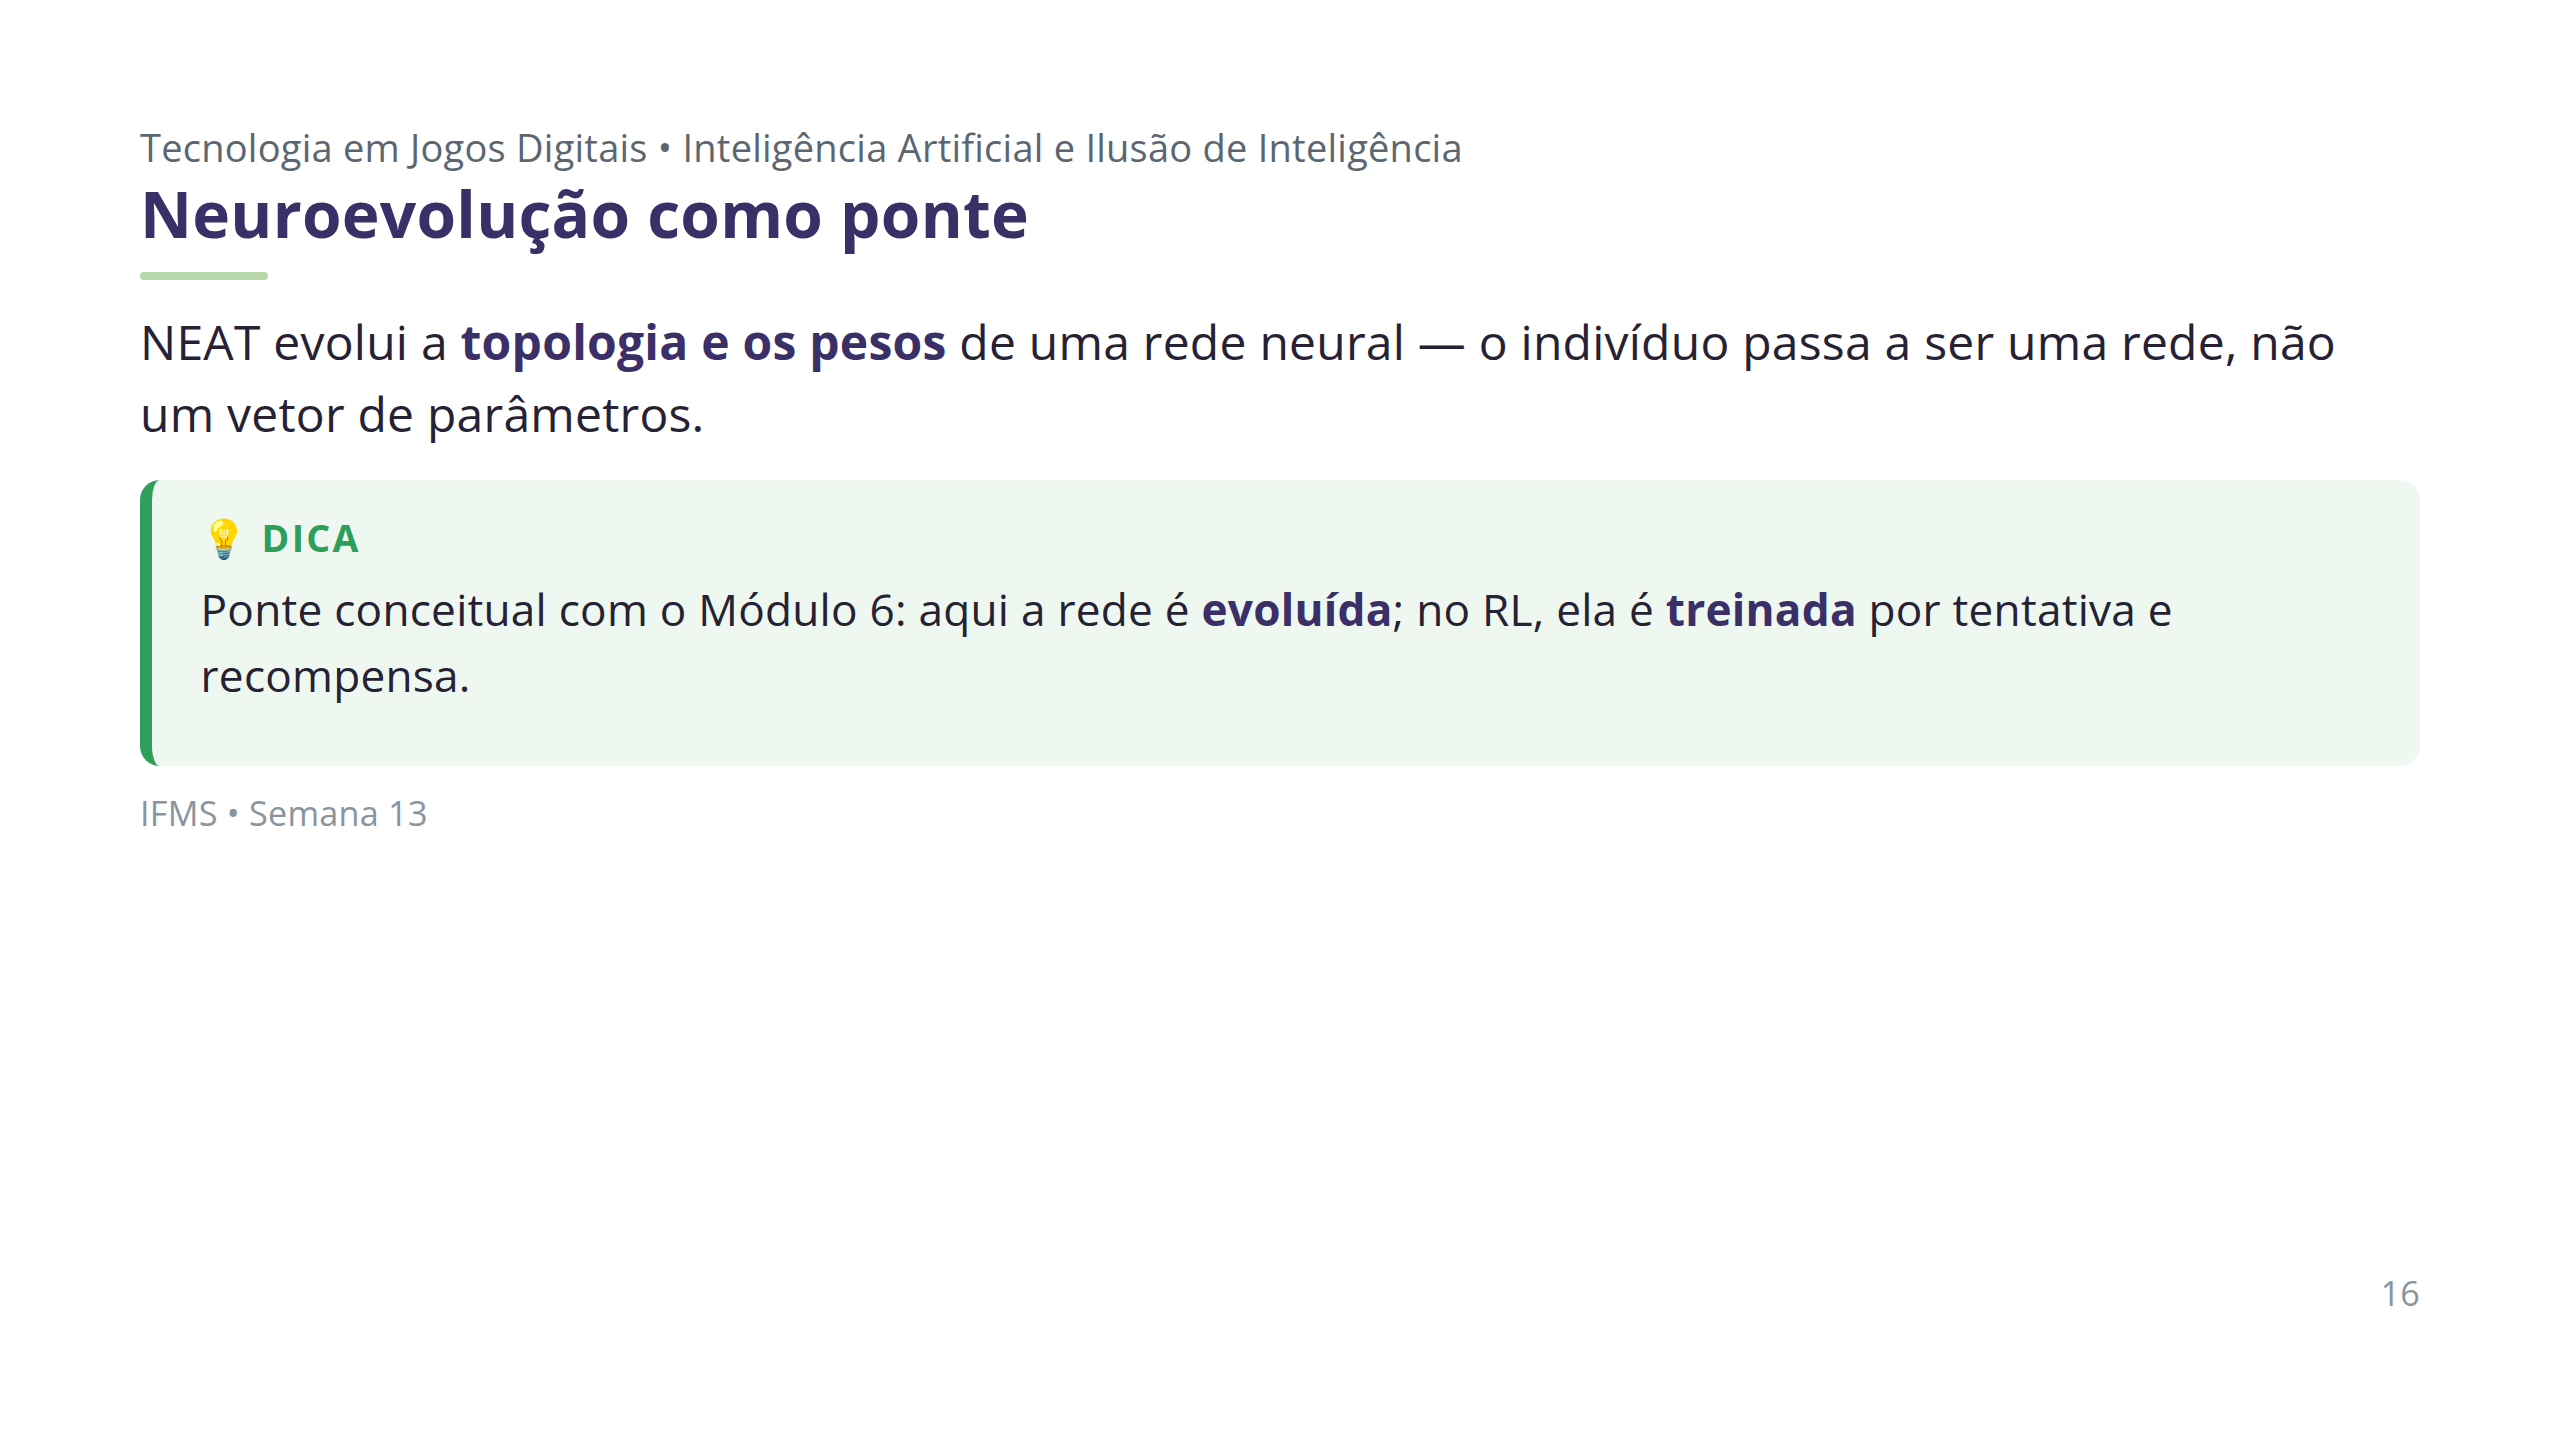 Tecnologia em Jogos Digitais • Inteligência Artificial e Ilusão de Inteligência
Neuroevolução como ponte
NEAT evolui a topologia e os pesos de uma rede neural — o indivíduo passa a ser uma rede, não
um vetor de parâmetros.
💡 DICA
Ponte conceitual com o Módulo 6: aqui a rede é evoluída; no RL, ela é treinada por tentativa e
recompensa.
IFMS • Semana 13
16